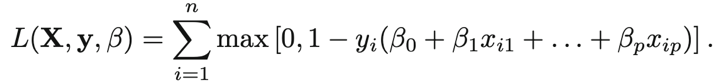 L(𝐗, 𝐲, β) = ∑_{i=1}^{n} max [0, 1 − y_i(β_0 + β_1x_{i1} + … + β_px_{ip})] .